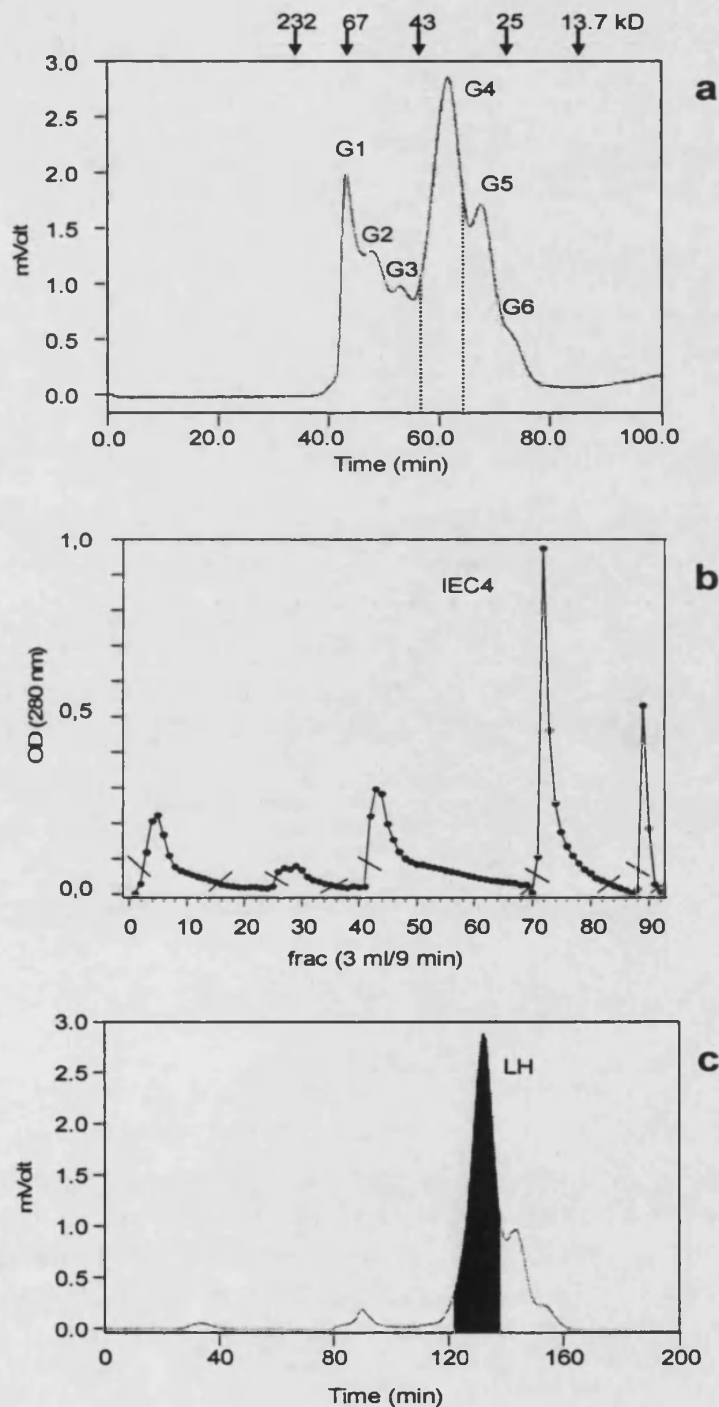 232 67 43 25 13.7 kD
a
3.0
2.5
2.0
1.5
1.0
0.5
0.0
mVolt
G1
G2
G3
G4
G5
G6
0.0 20.0 40.0 60.0 80.0 100.0
Time (min)
b
1,0
0,5
0,0
OD (280 nm)
IEC4
0 10 20 30 40 50 60 70 80 90
frac (3 ml/9 min)
c
3.0
2.5
2.0
1.5
1.0
0.5
0.0
mVolt
LH
0 40 80 120 160 200
Time (min)